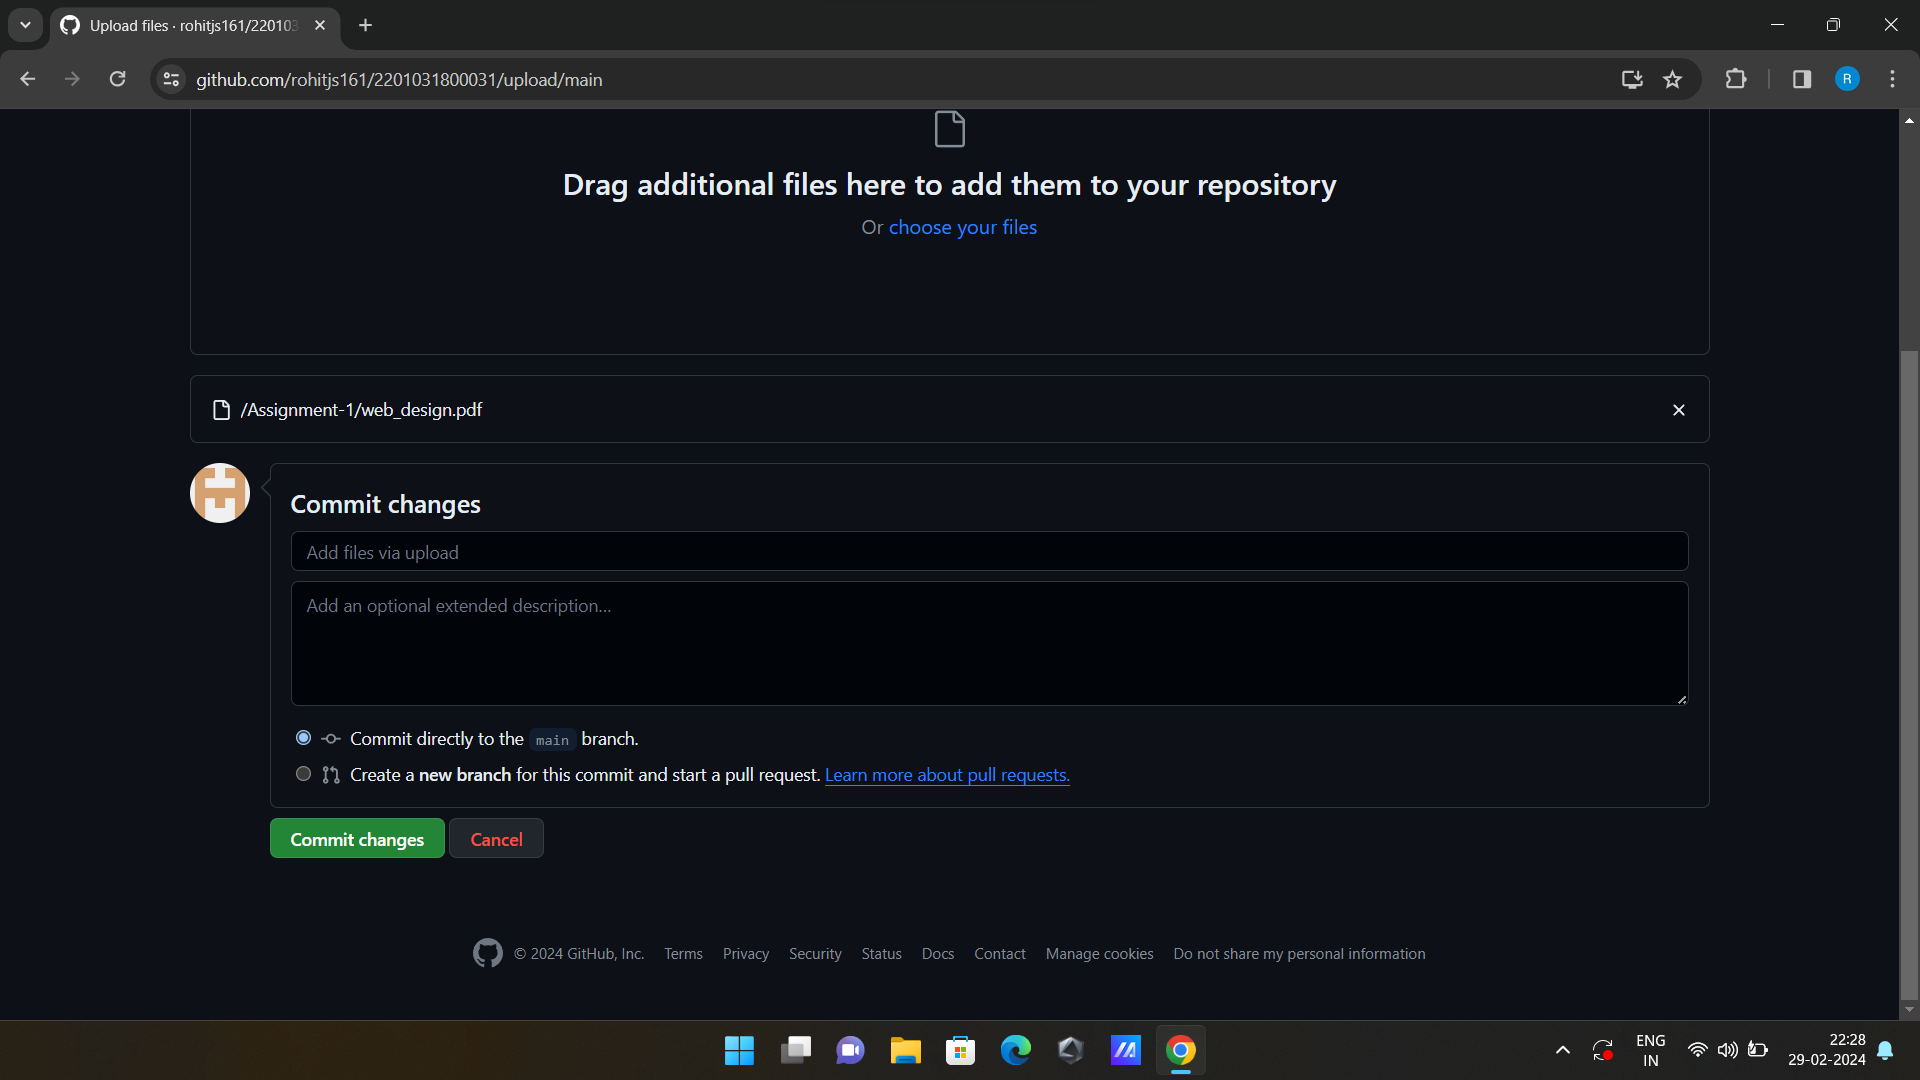 Upload files · rohitjs161/220103
github.com/rohitjs161/2201031800031/upload/main
R
Drag additional files here to add them to your repository
Or choose your files
/Assignment-1/web_design.pdf
Commit changes
Add files via upload
Add an optional extended description...
Commit directly to the main branch.
Create a new branch for this commit and start a pull request. Learn more about pull requests.
Commit changes Cancel
© 2024 GitHub, Inc. Terms Privacy Security Status Docs Contact Manage cookies Do not share my personal information
ENG
IN
22:28
29-02-2024